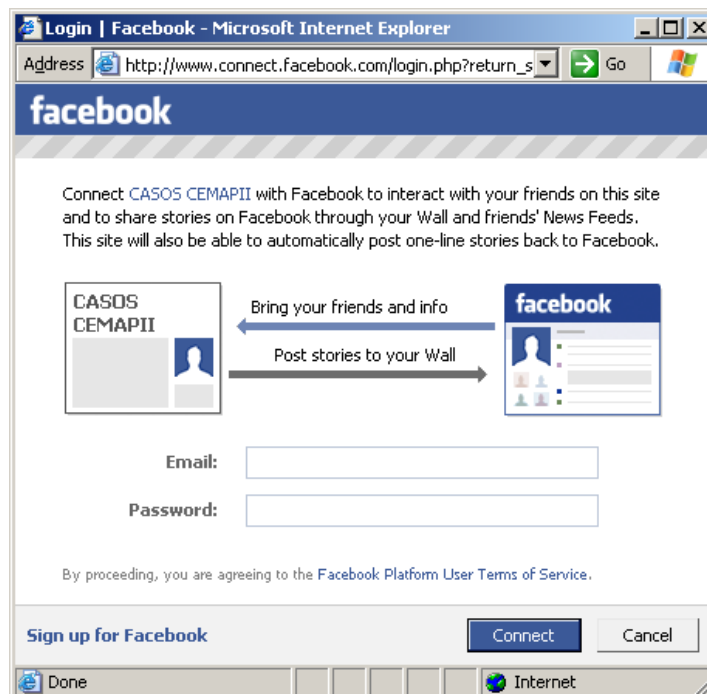 Login | Facebook - Microsoft Internet Explorer
Address http://www.connect.facebook.com/login.php?return_s Go
facebook
Connect CASOS CEMAPII with Facebook to interact with your friends on this site
and to share stories on Facebook through your Wall and friends' News Feeds.
This site will also be able to automatically post one-line stories back to Facebook.
CASOS
CEMAPII
Bring your friends and info
Post stories to your Wall
facebook
Email:
Password:
By proceeding, you are agreeing to the Facebook Platform User Terms of Service.
Sign up for Facebook
Connect
Cancel
Done
Internet